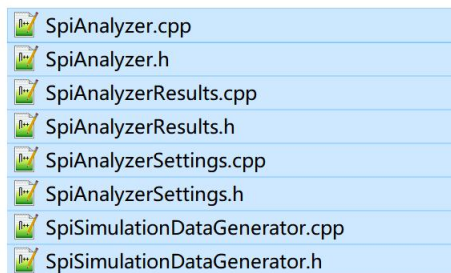 SpiAnalyzer.cpp
SpiAnalyzer.h
SpiAnalyzerResults.cpp
SpiAnalyzerResults.h
SpiAnalyzerSettings.cpp
SpiAnalyzerSettings.h
SpiSimulationDataGenerator.cpp
SpiSimulationDataGenerator.h